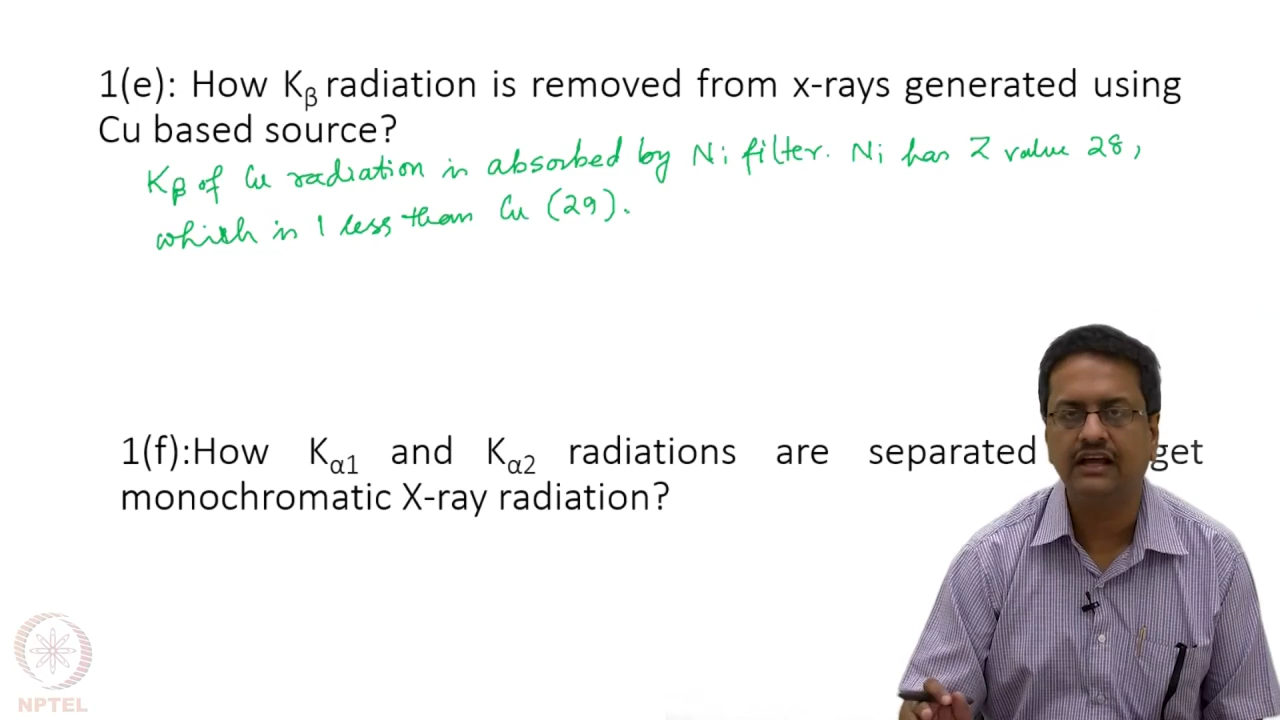 1(e): How Kβ radiation is removed from x-rays generated using
Cu based source?
Kβ of Cu radiation is absorbed by Ni filter. Ni has Z value 28,
which is 1 less than Cu (29).
1(f):How Kα1 and Kα2 radiations are separated get
monochromatic X-ray radiation?
NPTEL